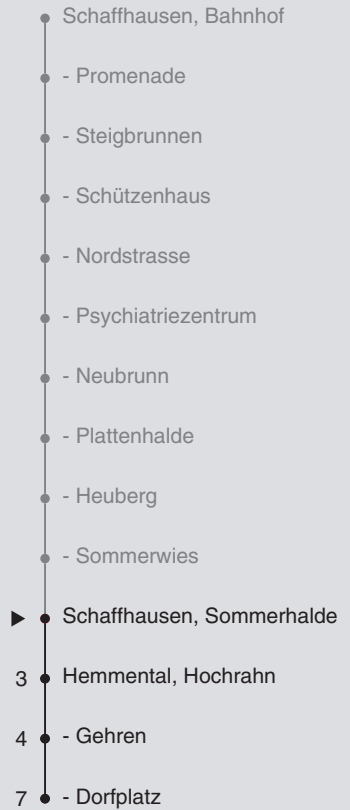 Schaffhausen, Bahnhof
- Promenade
- Steigbrunnen
- Schützenhaus
- Nordstrasse
- Psychiatriezentrum
- Neubrunn
- Plattenhalde
- Heuberg
- Sommerwies
Schaffhausen, Sommerhalde
3 Hemmental, Hochrahn
4 - Gehren
7 - Dorfplatz